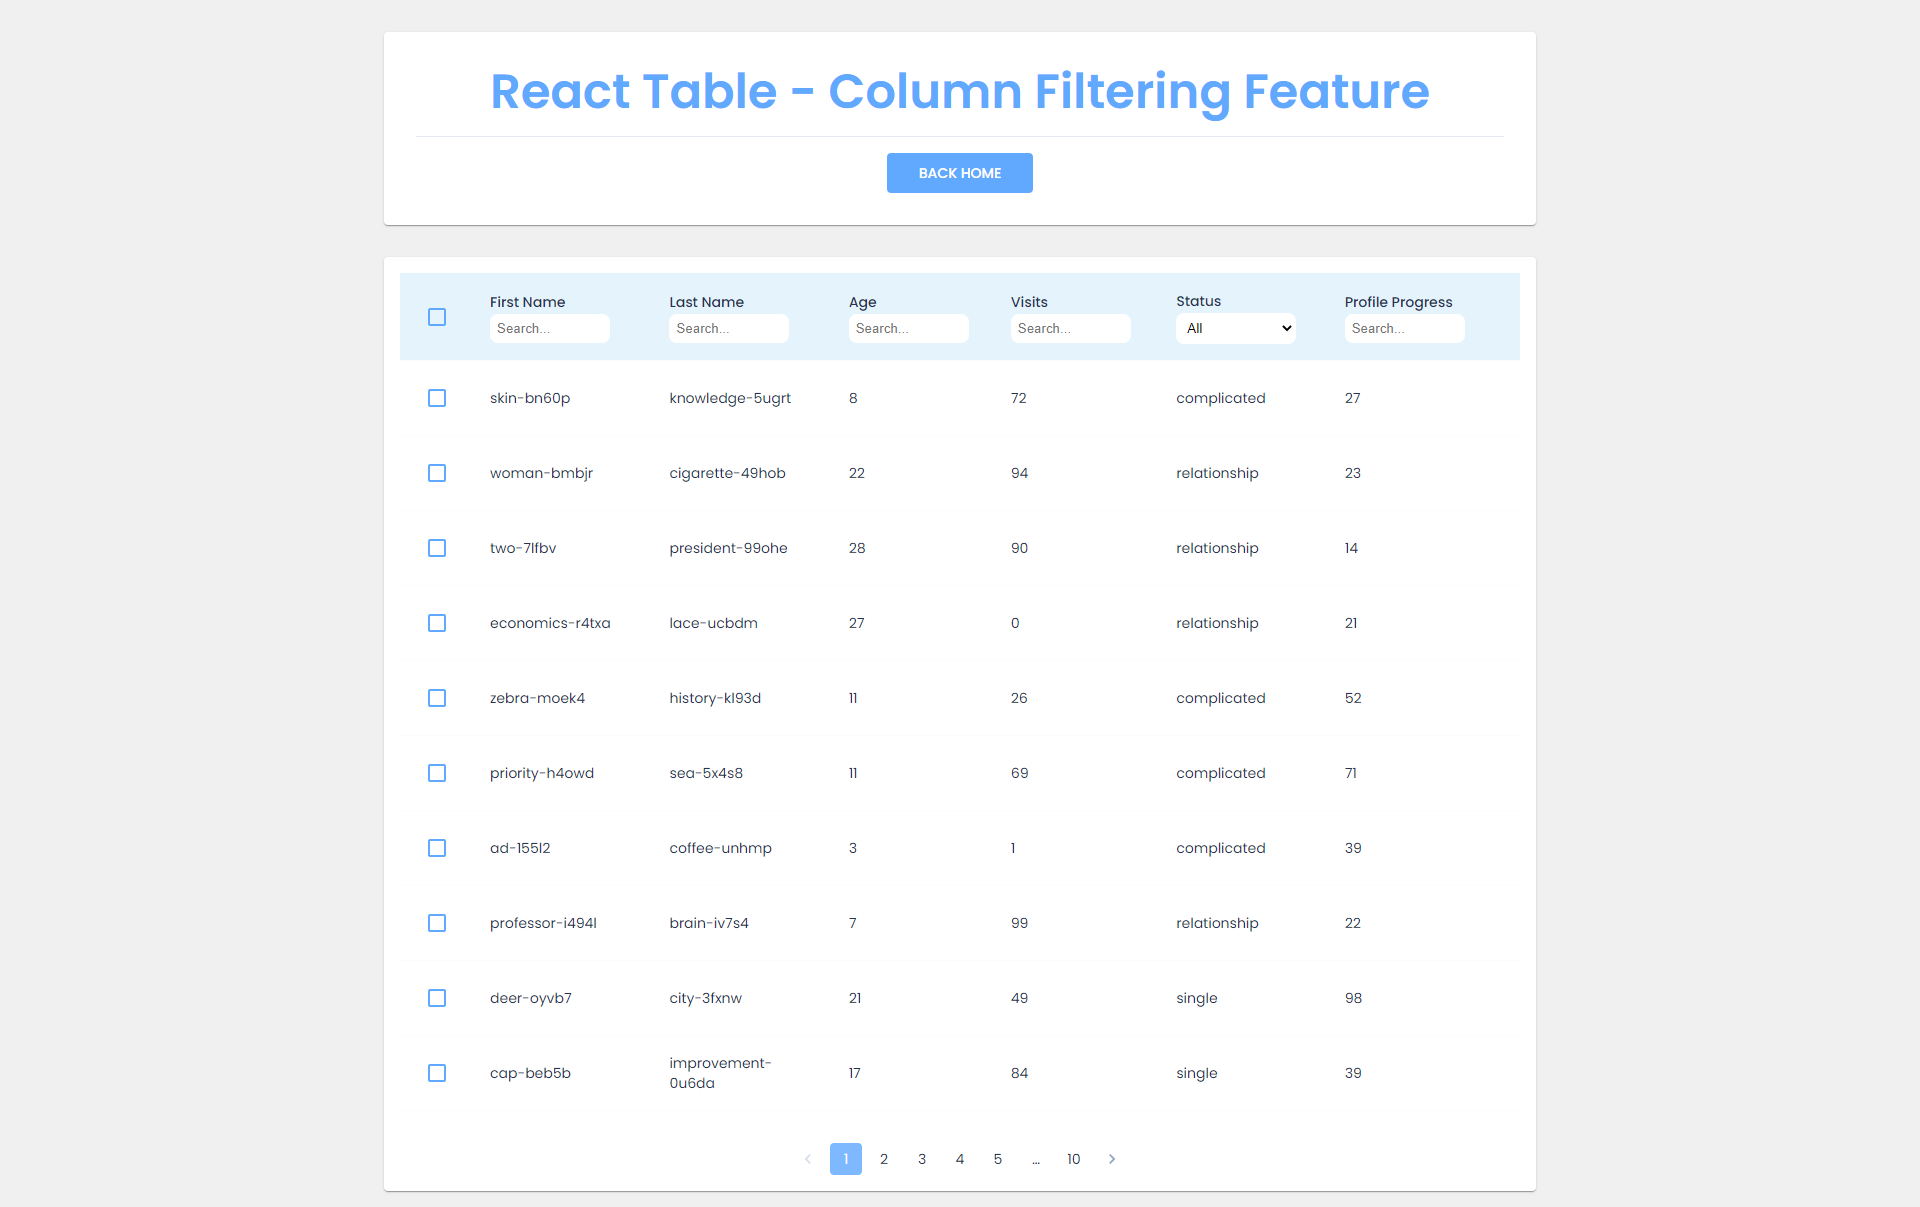 React Table - Column Filtering Feature
BACK HOME
First Name Last Name Age Visits Status Profile Progress
Search... Search... Search... Search... All Search...
skin-bn60p knowledge-5ugrt 8 72 complicated 27
woman-bmbjr cigarette-49hob 22 94 relationship 23
two-7lfbv president-99ohe 28 90 relationship 14
economics-r4txa lace-ucbdm 27 0 relationship 21
zebra-moek4 history-kl93d 11 26 complicated 52
priority-h4owd sea-5x4s8 11 69 complicated 71
ad-155l2 coffee-unhmp 3 1 complicated 39
professor-i494l brain-iv7s4 7 99 relationship 22
deer-oyvb7 city-3fxnw 21 49 single 98
cap-beb5b improvement-0u6da 17 84 single 39
1 2 3 4 5 ... 10